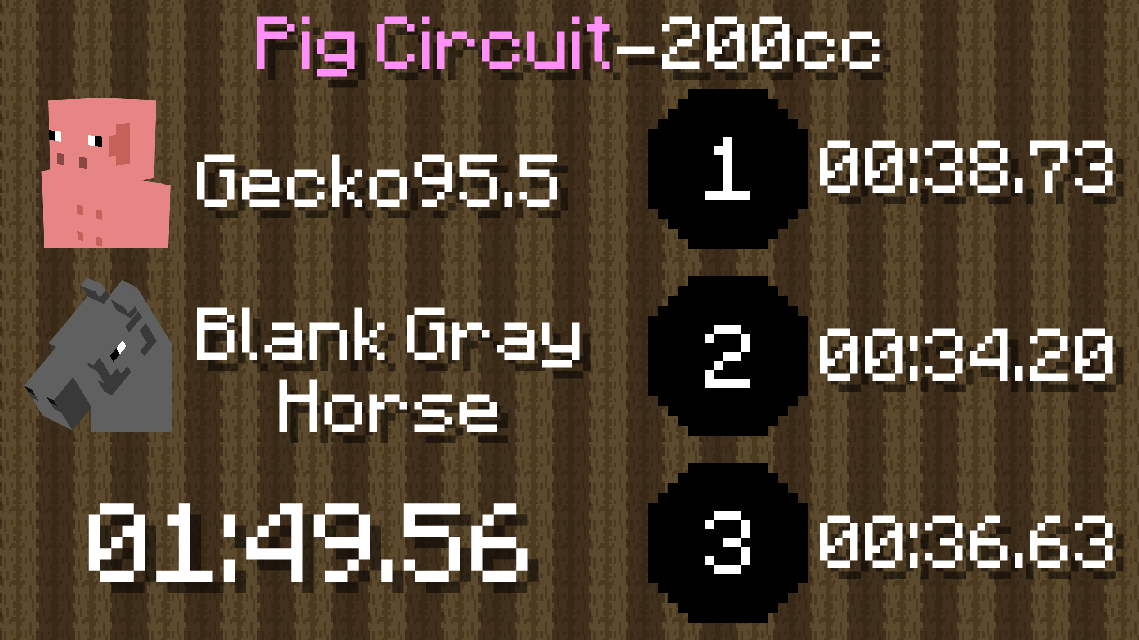 Pig Circuit-200cc
Gecko95.5
Blank Gray
Horse
01:49.56
1 00:38.73
2 00:34.20
3 00:36.63